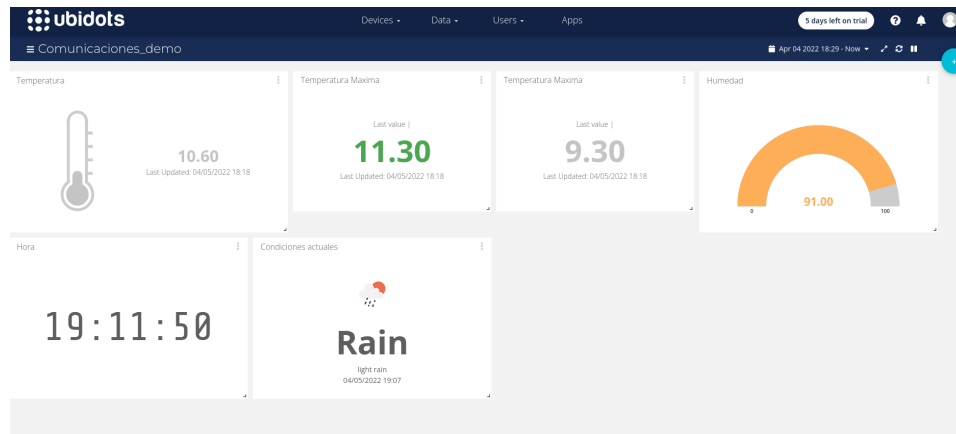 ubidots
Devices
Data
Users
Apps
5 days left on trial
Comunicaciones_demo
Apr 04 2022 18:29 - Now
Temperatura
10.60
Last Updated: 04/05/2022 18:18
Temperatura Maxima
Last value |
11.30
Last Updated: 04/05/2022 18:18
Temperatura Maxima
Last value |
9.30
Last Updated: 04/05/2022 18:18
Humedad
91.00
0
100
Hora
19:11:50
Condiciones actuales
Rain
light rain
04/05/2022 19:07